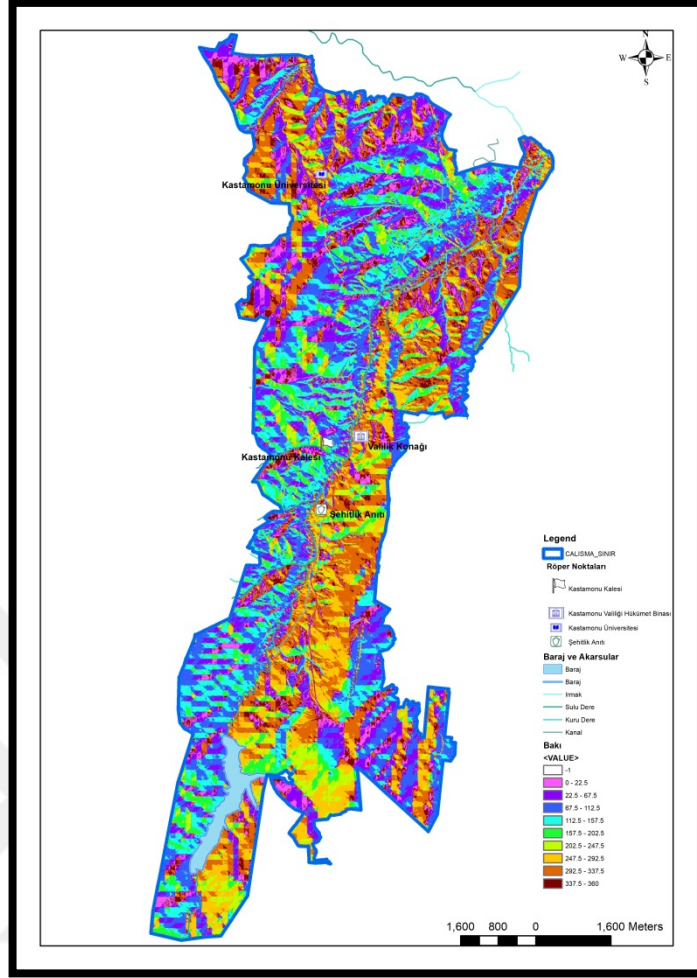 N
W E
S
Kastamonu Üniversitesi
Valilik Konağı
Kastamonu Kalesi
Şehitlik Anıtı
Legend
CALISMA_SINIR
Röper Noktaları
Kastamonu Kalesi
Kastamonu Valiliği Hükümet Binası
Kastamonu Üniversitesi
Şehitlik Anıtı
Baraj ve Akarsular
Baraj
Baraj
Irmak
Sulu Dere
Kuru Dere
Kanal
Bakı
<VALUE>
-1
0 - 22.5
22.5 - 67.5
67.5 - 112.5
112.5 - 157.5
157.5 - 202.5
202.5 - 247.5
247.5 - 292.5
292.5 - 337.5
337.5 - 360
1,600 800 0 1,600 Meters